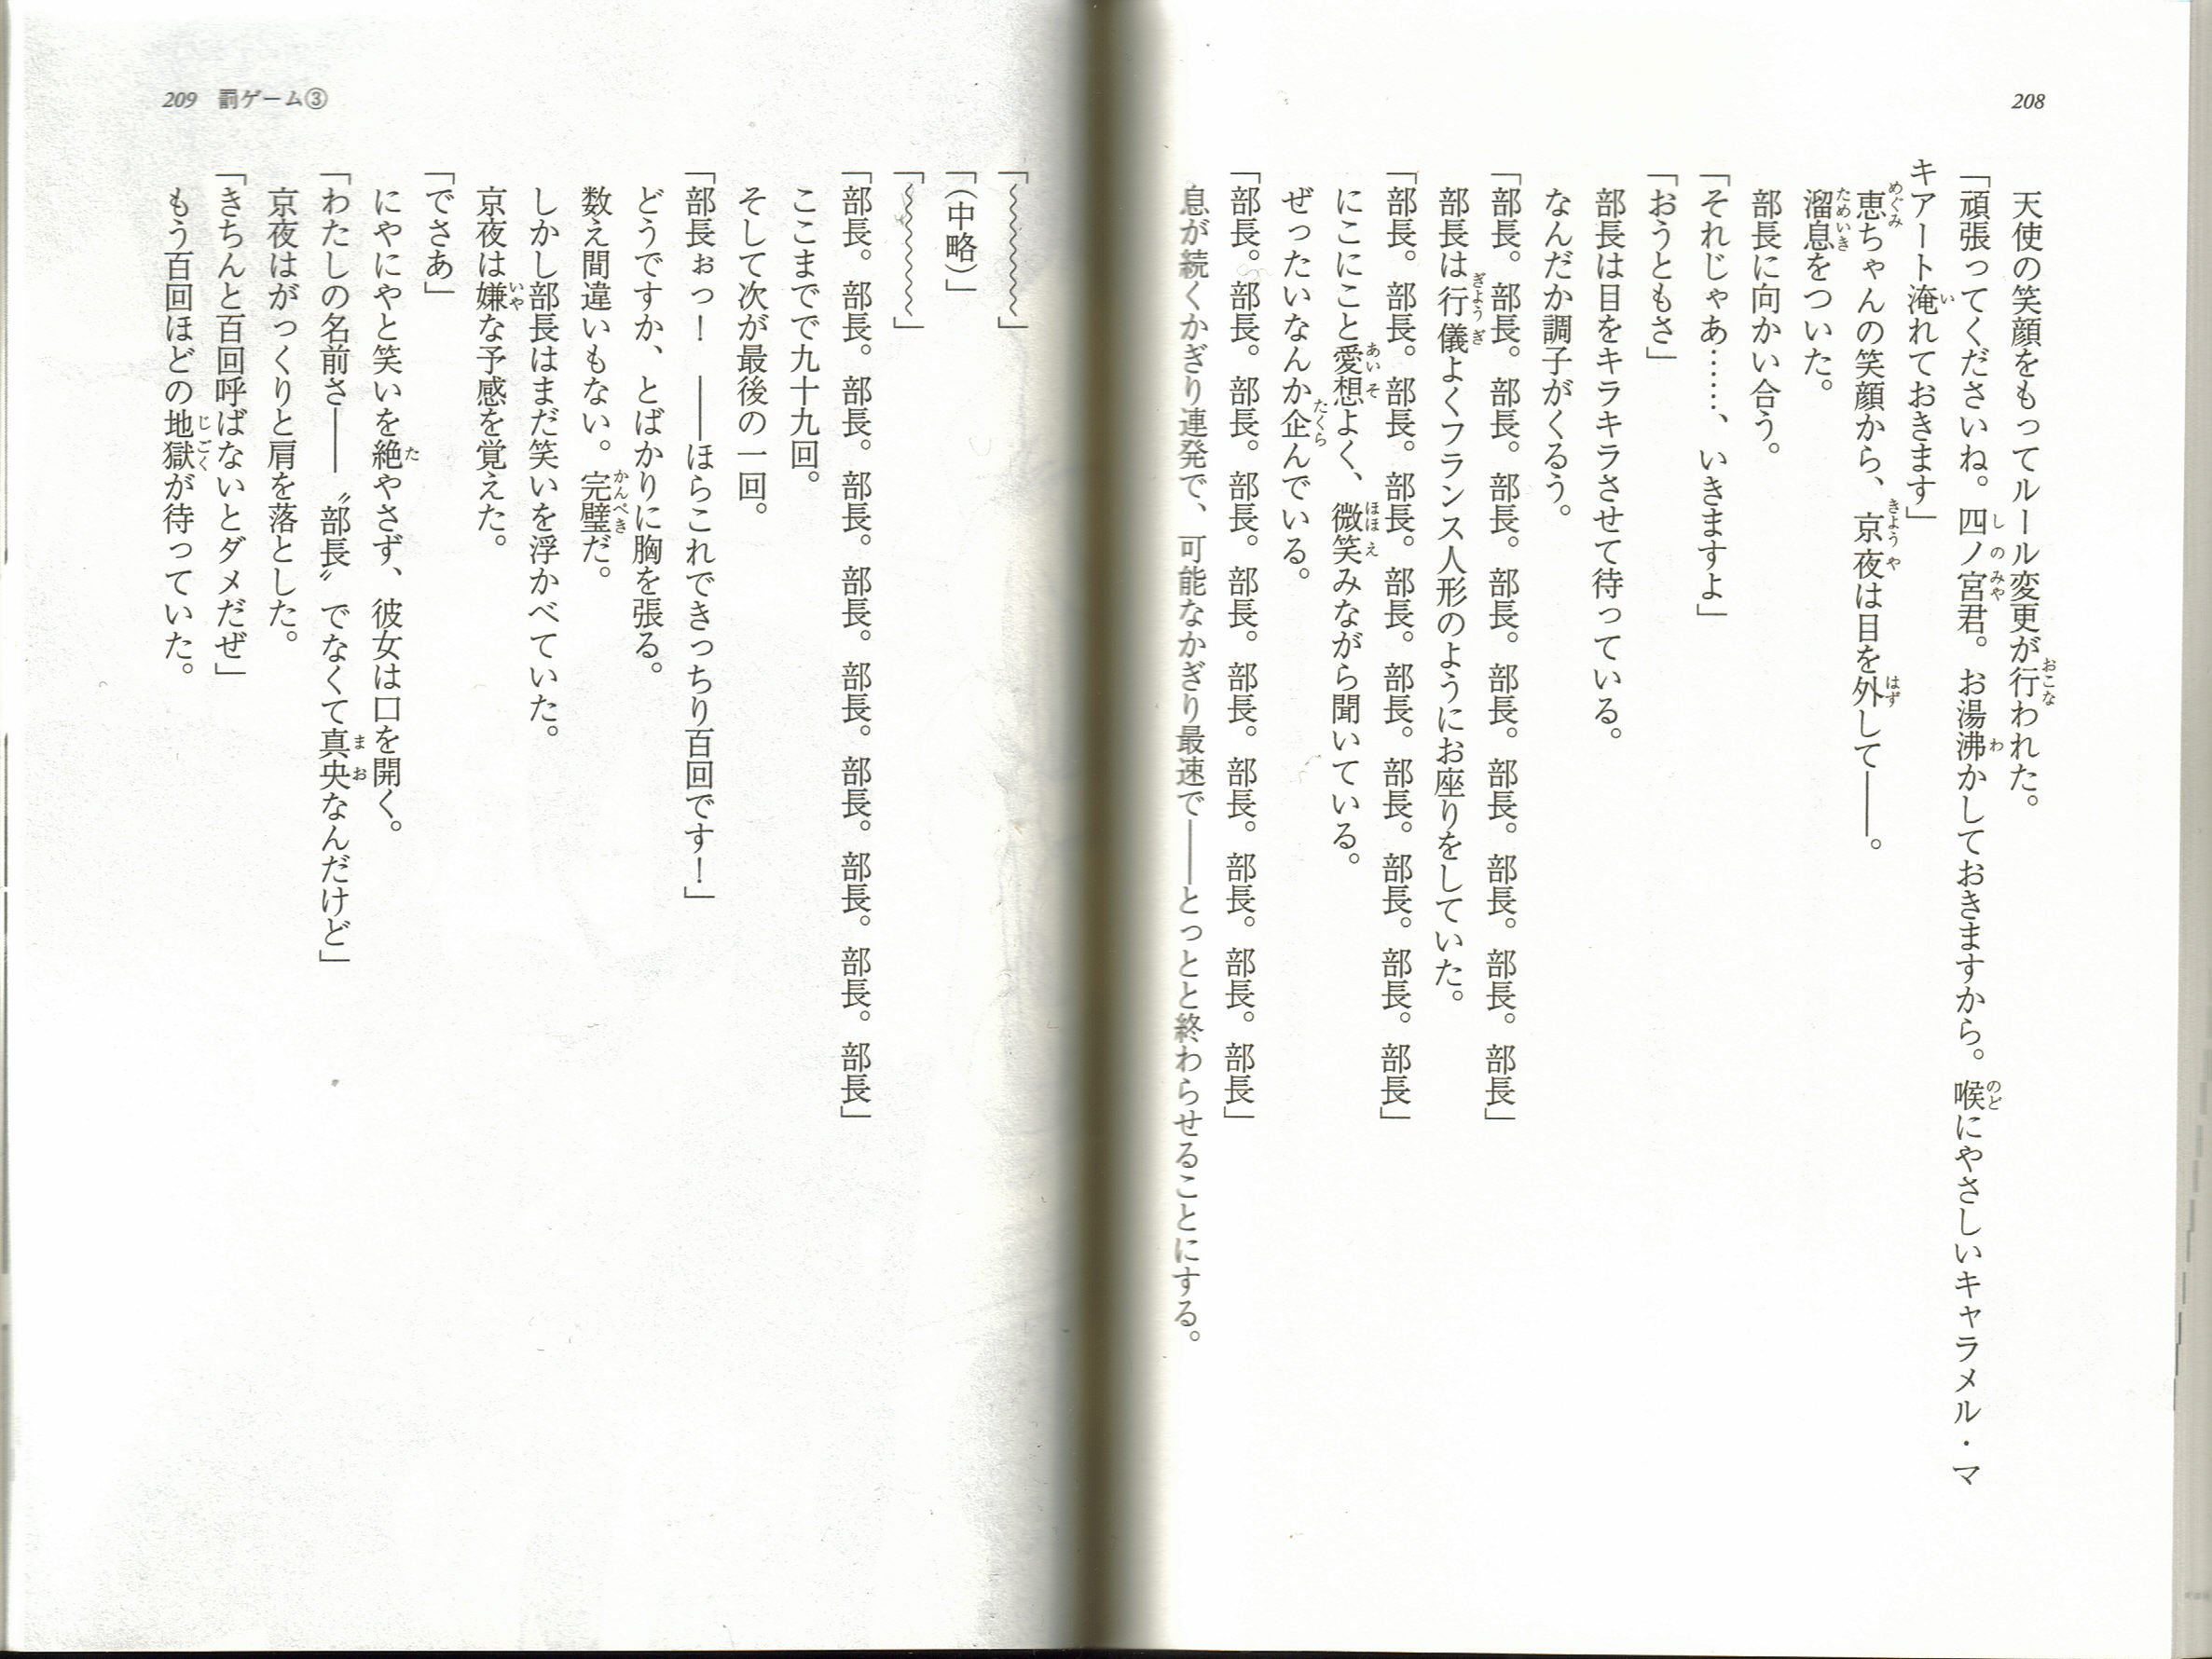 208
天使の笑顔をもってルール変更が行われた。
「頑張ってくださいね。四ノ宮君。お湯沸かしておきますから。喉にやさしいキャラメル・マ
キアート淹れておきます」
恵ちゃんの笑顔から、京夜は目を外して――。
溜息をついた。
部長に向かい合う。
「それじゃあ……、いきますよ」
「おうともさ」
部長は目をキラキラさせて待っている。
なんだか調子がくるう。
「部長。部長。部長。部長。部長。部長。部長。部長。部長。部長」
部長は行儀よくフランス人形のようにお座りをしていた。
「部長。部長。部長。部長。部長。部長。部長。部長。部長。部長」
にこにこと愛想よく、微笑みながら聞いている。
ぜったいなんか企んでいる。
「部長。部長。部長。部長。部長。部長。部長。部長。部長。部長」
息が続くかぎり連発で、可能なかぎり最速で――とっとと終わらせることにする。
209 罰ゲーム③
「〜〜〜〜〜〜」
「（中略）」
「〜〜〜〜〜〜」
「部長。部長。部長。部長。部長。部長。部長。部長。部長。部長」
ここまでで九十九回。
そして次が最後の一回。
「部長ぉっ！　――ほらこれできっちり百回です！」
どうですか、とばかりに胸を張る。
数え間違いもない。完璧だ。
しかし部長はまだ笑いを浮かべていた。
京夜は嫌な予感を覚えた。
「でさあ」
にやにやと笑いを絶やさず、彼女は口を開く。
「わたしの名前さ――〝部長〟でなくて真央なんだけど」
京夜はがっくりと肩を落とした。
「きちんと百回呼ばないとダメだぜ」
もう百回ほどの地獄が待っていた。